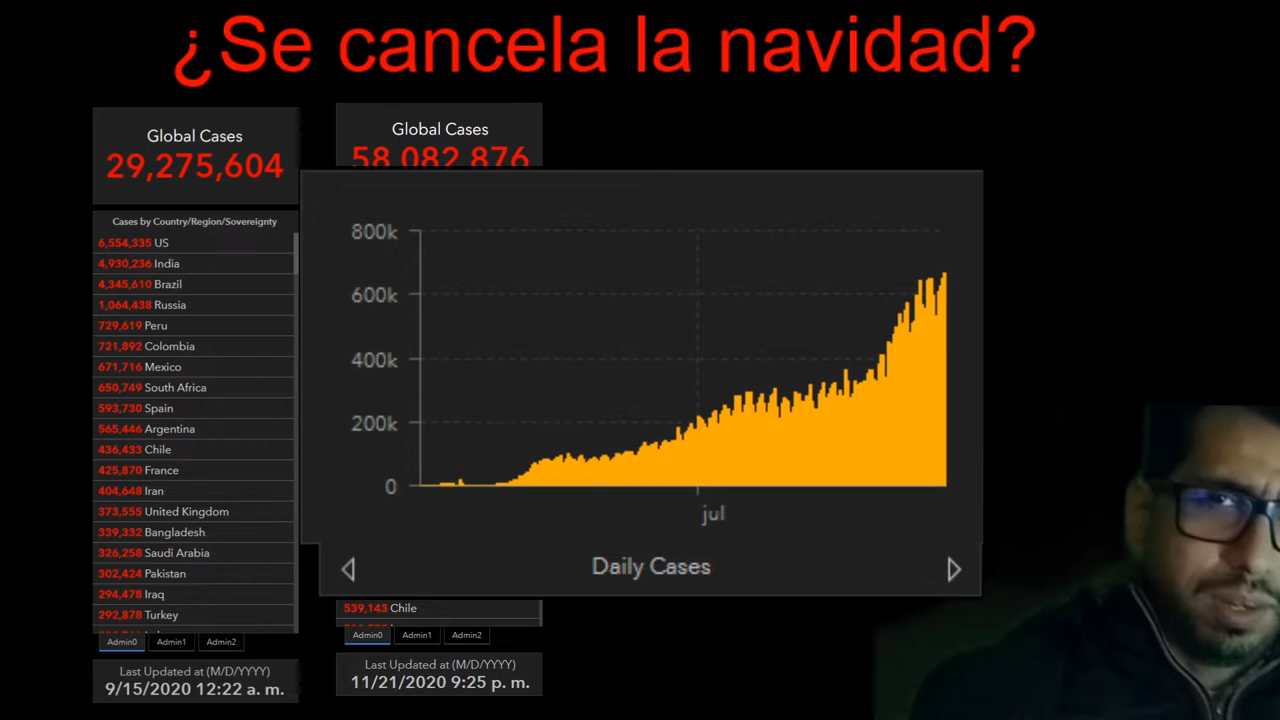 ¿Se cancela la navidad?
Global Cases
29,275,604
Cases by Country/Region/Sovereignty
6,554,335 US
4,930,236 India
4,345,610 Brazil
1,064,438 Russia
729,619 Peru
721,892 Colombia
671,716 Mexico
650,749 South Africa
593,730 Spain
565,446 Argentina
436,433 Chile
425,870 France
404,648 Iran
373,555 United Kingdom
339,332 Bangladesh
326,258 Saudi Arabia
302,424 Pakistan
294,478 Iraq
292,878 Turkey
Admin0 Admin1 Admin2
Last Updated at (M/D/YYYY)
9/15/2020 12:22 a. m.
Global Cases
58,082,876
800k
600k
400k
200k
0
jul
Daily Cases
539,143 Chile
Admin0 Admin1 Admin2
Last Updated at (M/D/YYYY)
11/21/2020 9:25 p. m.